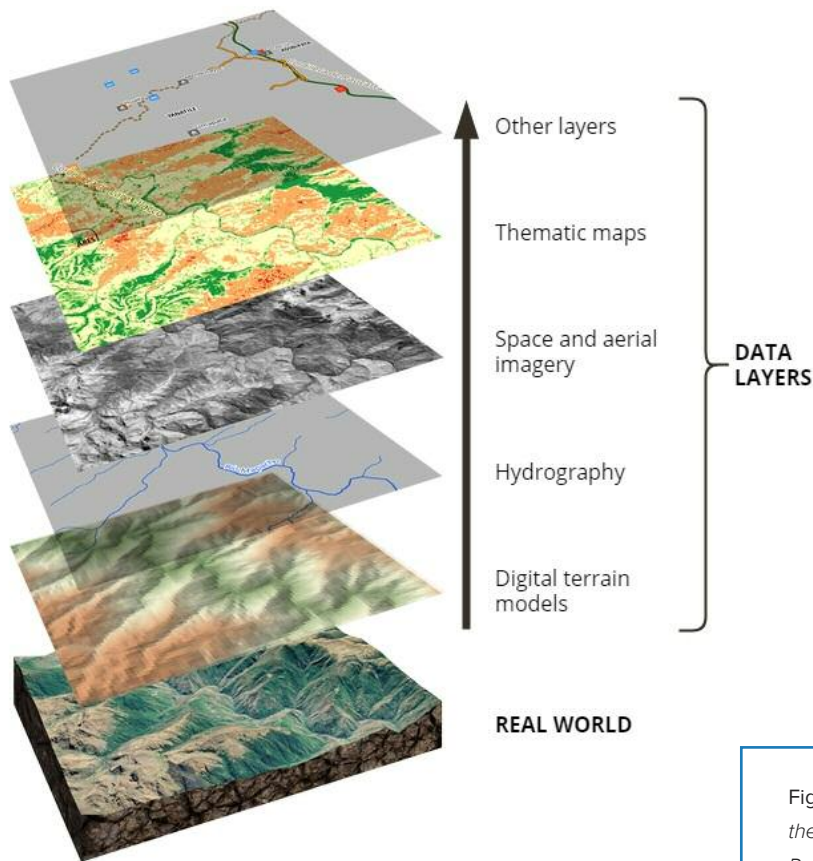 Other layers
Thematic maps
Space and aerial
imagery
DATA
LAYERS
Hydrography
Digital terrain
models
REAL WORLD
Fig
the